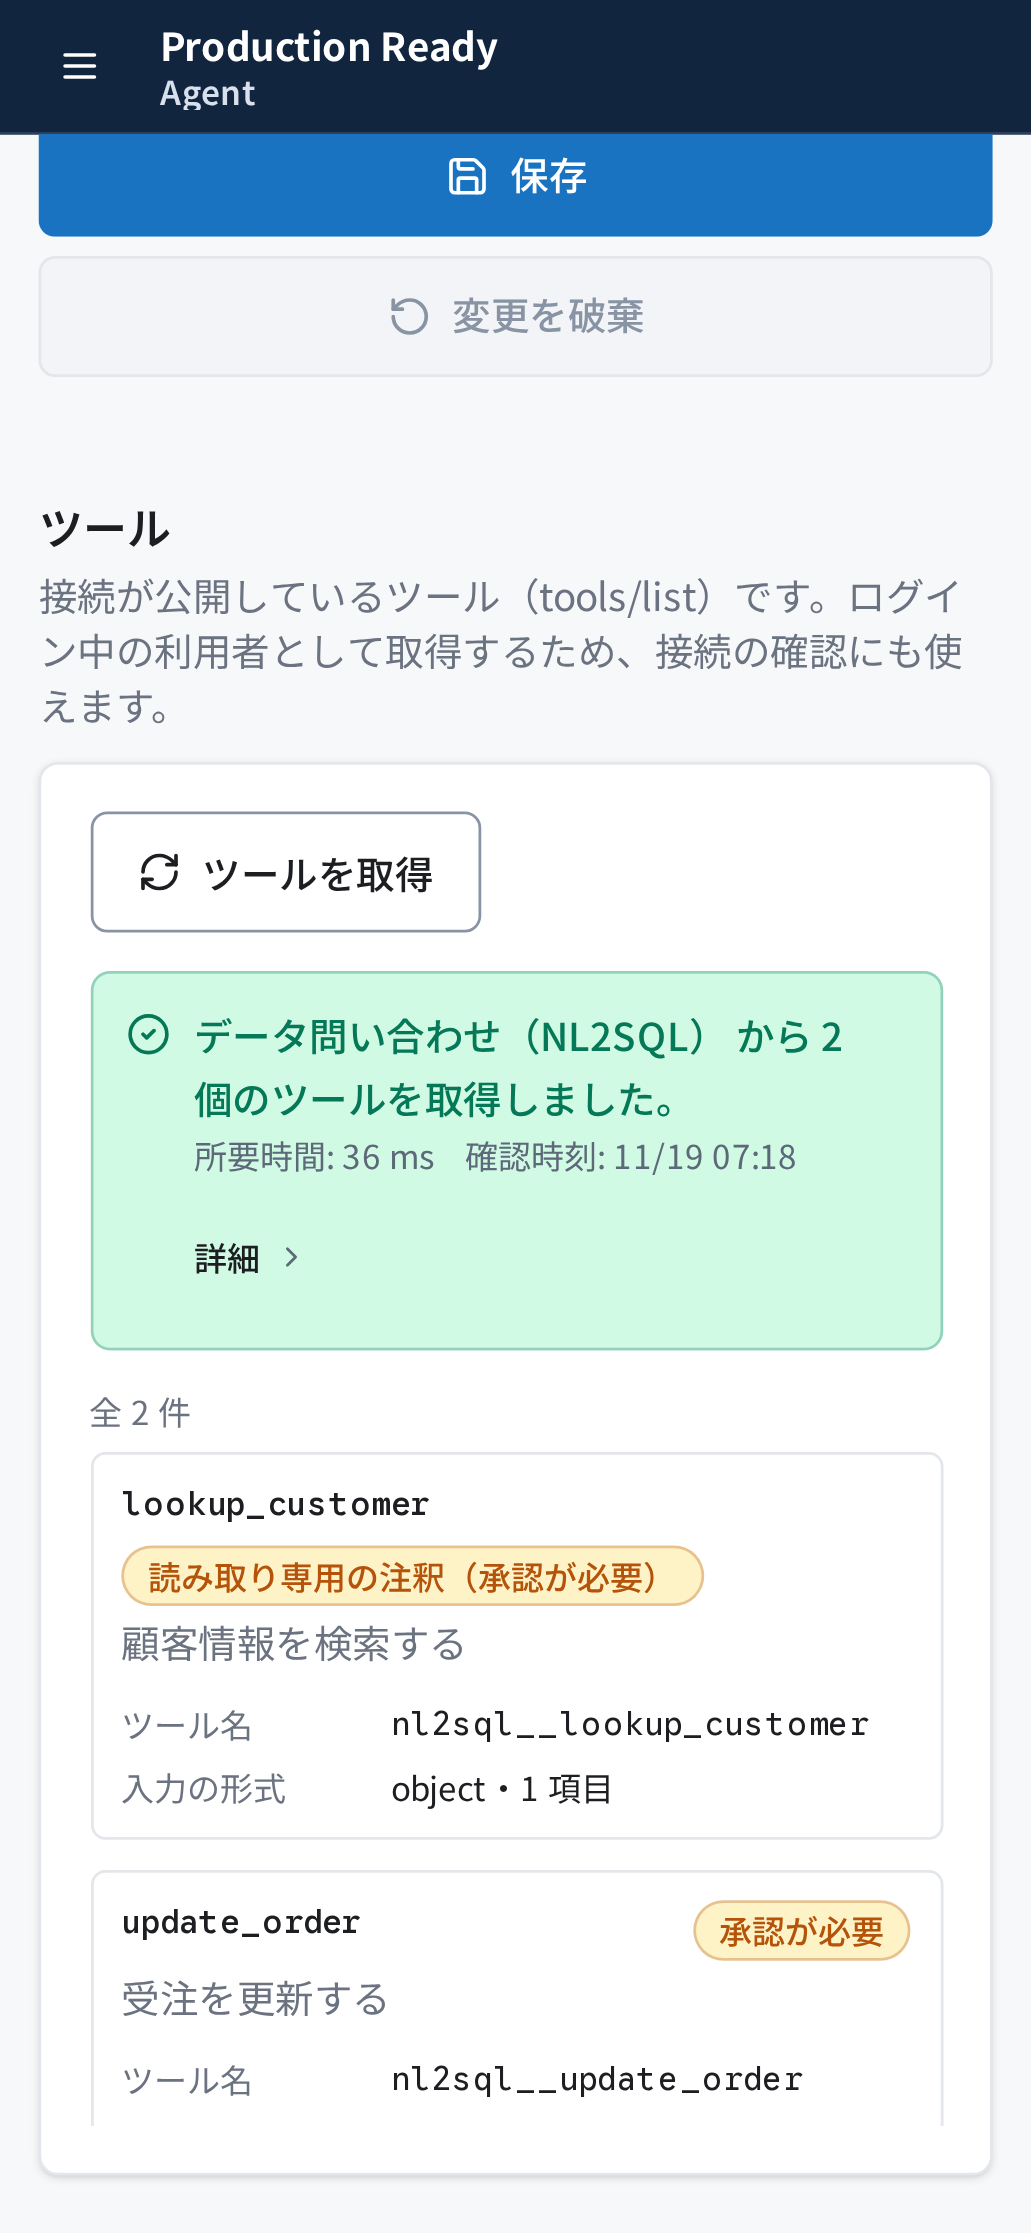 Production Ready
Agent
保存
変更を破棄
ツール
接続が公開しているツール（tools/list）です。ログイ
ン中の利用者として取得するため、接続の確認にも使
えます。
ツールを取得
データ問い合わせ（NL2SQL） から 2
個のツールを取得しました。
所要時間: 36 ms 確認時刻: 11/19 07:18
詳細
全 2 件
lookup_customer
読み取り専用の注釈（承認が必要）
顧客情報を検索する
ツール名 nl2sql__lookup_customer
入力の形式 object・1 項目
update_order 承認が必要
受注を更新する
ツール名 nl2sql__update_order